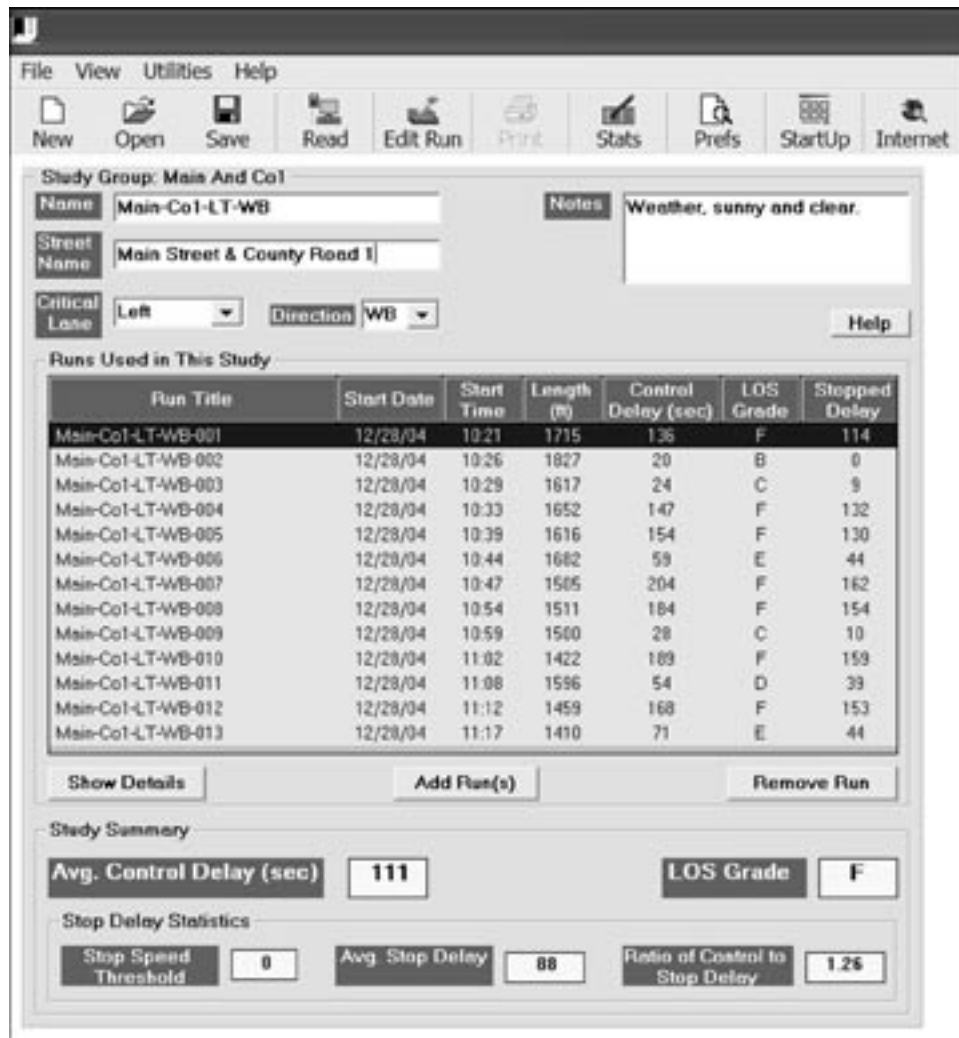 File View Utilities Help
New Open Save Read Edit Run Print Stats Prefs StartUp Internet
Study Group: Main And Co1
Name Main-Co1-LT-WB
Notes Weather, sunny and clear.
Street Name Main Street & County Road 1
Critical Lane Left Direction WB
Help
Runs Used in This Study
Run Title Start Date Start Time Length (ft) Control Delay (sec) LOS Grade Stopped Delay
Main-Co1-LT-WB-001 12/28/04 10:21 1715 136 F 114
Main-Co1-LT-WB-002 12/28/04 10:26 1827 20 B 0
Main-Co1-LT-WB-003 12/28/04 10:29 1617 24 C 9
Main-Co1-LT-WB-004 12/28/04 10:33 1652 147 F 132
Main-Co1-LT-WB-005 12/28/04 10:39 1616 154 F 130
Main-Co1-LT-WB-006 12/28/04 10:44 1682 59 E 44
Main-Co1-LT-WB-007 12/28/04 10:47 1505 204 F 162
Main-Co1-LT-WB-008 12/28/04 10:54 1511 184 F 154
Main-Co1-LT-WB-009 12/28/04 10:59 1500 28 C 10
Main-Co1-LT-WB-010 12/28/04 11:02 1422 189 F 159
Main-Co1-LT-WB-011 12/28/04 11:08 1596 54 D 39
Main-Co1-LT-WB-012 12/28/04 11:12 1459 168 F 153
Main-Co1-LT-WB-013 12/28/04 11:17 1410 71 E 44
Show Details Add Run(s) Remove Run
Study Summary
Avg. Control Delay (sec) 111 LOS Grade F
Stop Delay Statistics
Stop Speed Threshold 0 Avg. Stop Delay 88 Ratio of Control to Stop Delay 1.26